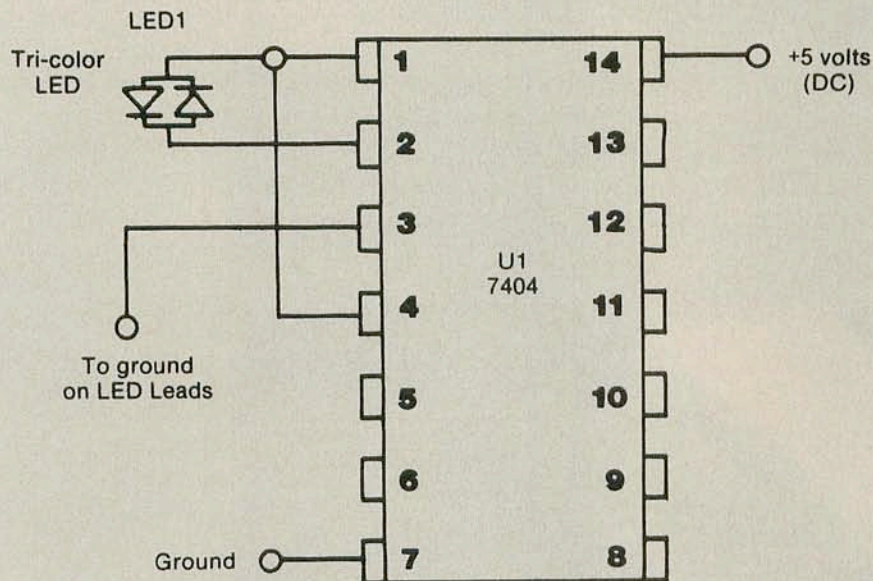 LED1
Tri-color
LED
1
14
+5 volts
(DC)
2
13
3
12
U1
7404
4
11
To ground
on LED Leads
5
10
6
9
Ground
7
8